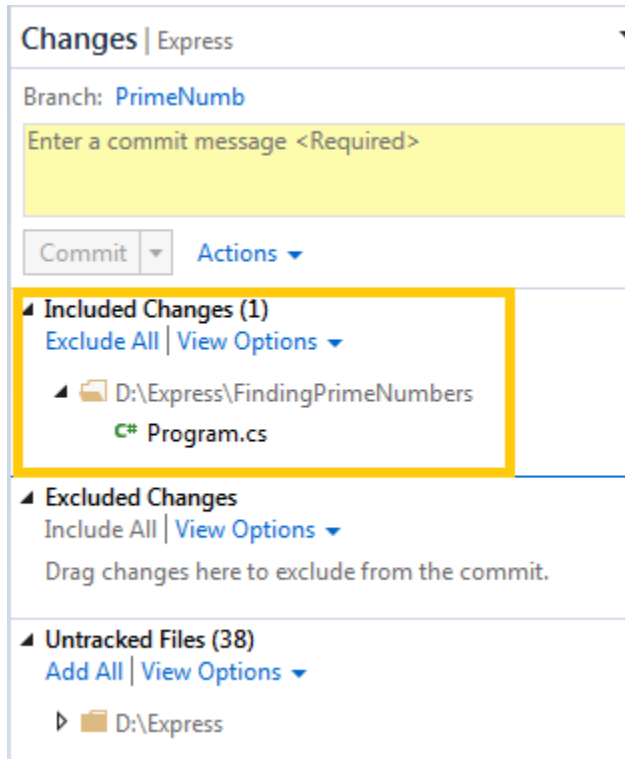 Changes | Express
Branch: PrimeNumb
Enter a commit message <Required>
Commit Actions
Included Changes (1)
Exclude All | View Options
D:\Express\FindingPrimeNumbers
C# Program.cs
Excluded Changes
Include All | View Options
Drag changes here to exclude from the commit.
Untracked Files (38)
Add All | View Options
D:\Express